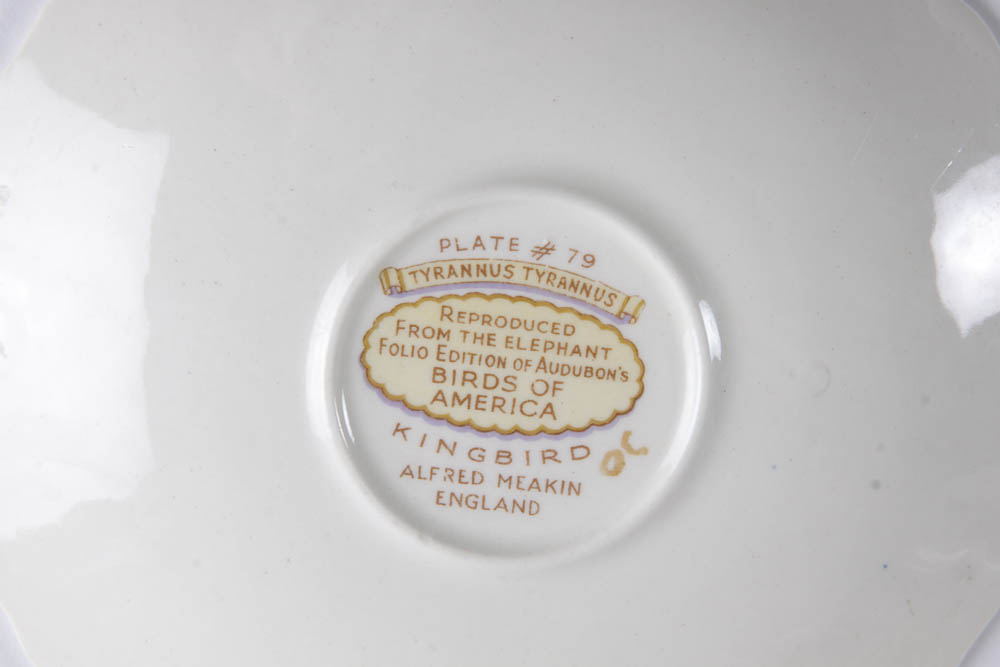 PLATE # 79
TYRANNUS TYRANNUS
REPRODUCED
FROM THE ELEPHANT
FOLIO EDITION OF AUDUBON'S
BIRDS OF
AMERICA
KINGBIRD
ALFRED MEAKIN
ENGLAND